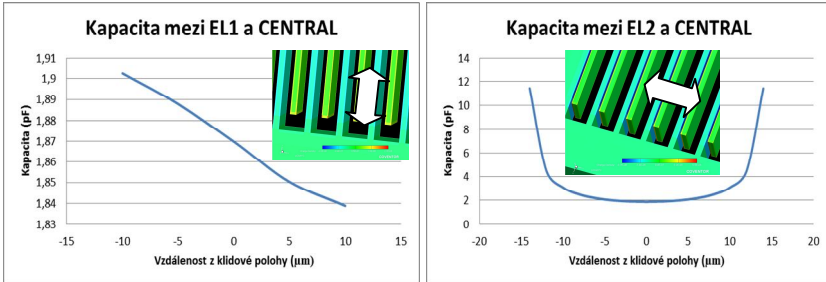 Kapacita mezi EL1 a CENTRAL
1,91
1,9
1,89
1,88
1,87
1,86
1,85
1,84
1,83
Kapacita (pF)
-15 -10 -5 0 5 10 15
Vzdálenost z klidové polohy (μm)
Kapacita mezi EL2 a CENTRAL
14
12
10
8
6
4
2
0
Kapacita (pF)
-20 -15 -10 -5 0 5 10 15 20
Vzdálenost z klidové polohy (μm)